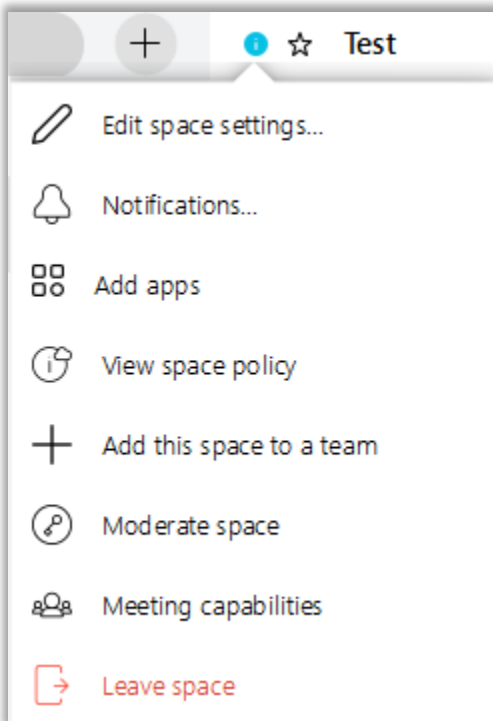 Test
Edit space settings...
Notifications...
Add apps
View space policy
Add this space to a team
Moderate space
Meeting capabilities
Leave space